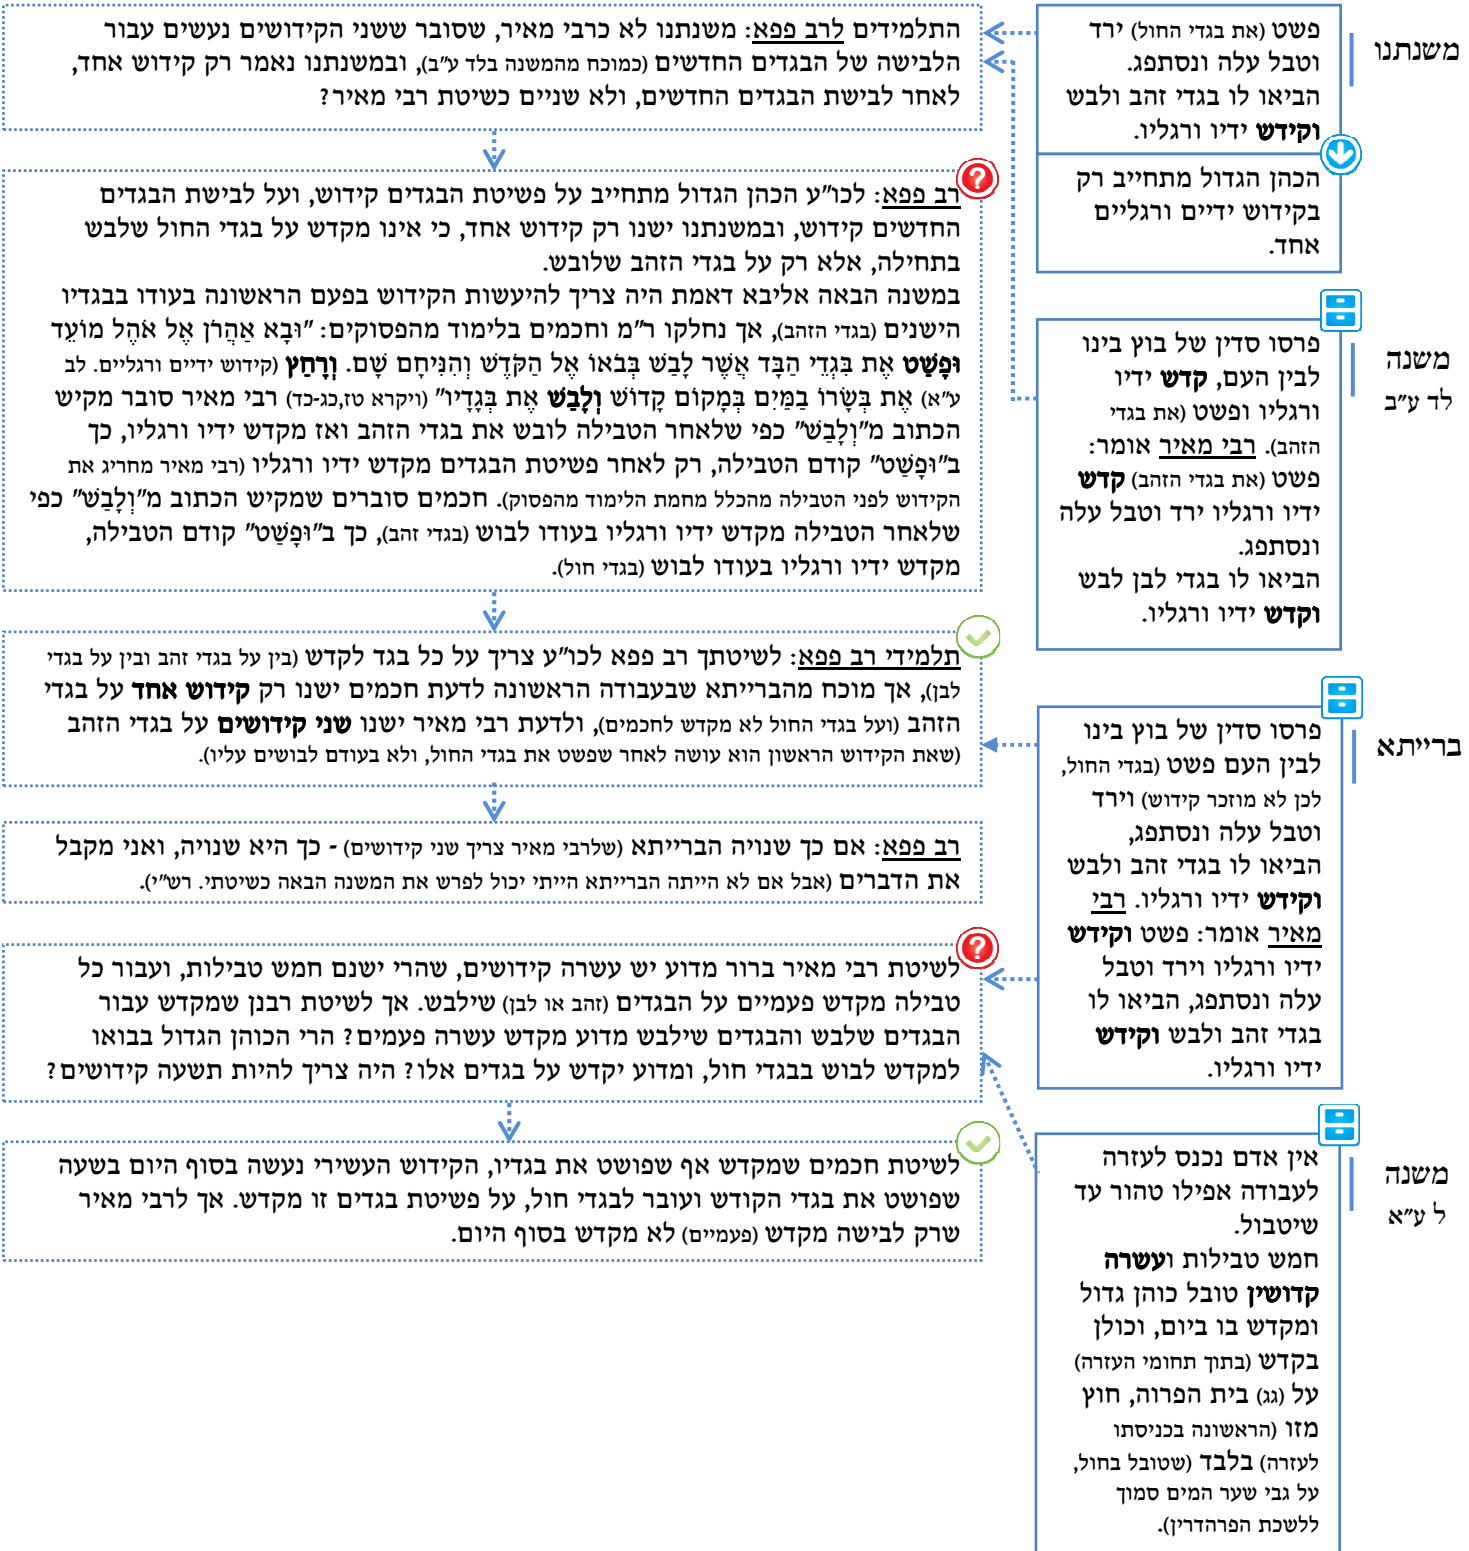 משנתנו
פשט (את בגדי החול) ירד
וטבל עלה ונסתפג.
הביאו לו בגדי זהב ולבש
וקידש ידיו ורגליו.
הכהן הגדול מתחייב רק
בקידוש ידיים ורגליים
אחד.
התלמידים לרב פפא: משנתנו לא כרבי מאיר, שסובר ששני הקידושים נעשים עבור
הלבישה של הבגדים החדשים (כמוכח מהמשנה בלד ע"ב), ובמשנתנו נאמר רק קידוש אחד,
לאחר לבישת הבגדים החדשים, ולא שניים כשיטת רבי מאיר?
רב פפא: לכו"ע הכהן הגדול מתחייב על פשיטת הבגדים קידוש, ועל לבישת הבגדים
החדשים קידוש, ובמשנתנו ישנו רק קידוש אחד, כי אינו מקדש על בגדי החול שלבש
בתחילה, אלא רק על בגדי הזהב שלובש.
במשנה הבאה אליבא דאמת היה צריך להיעשות הקידוש בפעם הראשונה בעודו בבגדיו
הישנים (בגדי הזהב), אך נחלקו ר"מ וחכמים בלימוד מהפסוקים: "וּבָא אַהֲרֹן אֶל אֹהֶל מוֹעֵד
וּפָשַׁט אֶת בִּגְדֵי הַבָּד אֲשֶׁר לָבַשׁ בְּבֹאוֹ אֶל הַקֹּדֶשׁ וְהִנִּיחָם שָׁם. וְרָחַץ (קידוש ידיים ורגליים. לב
ע"א) אֶת בְּשָׂרוֹ בַמַּיִם בְּמָקוֹם קָדוֹשׁ וְלָבַשׁ אֶת בְּגָדָיו" (ויקרא טז,כג-כד) רבי מאיר סובר מקיש
הכתוב מ"וְלָבַשׁ" כפי שלאחר הטבילה לובש את בגדי הזהב ואז מקדש ידיו ורגליו, כך
ב"וּפָשַׁט" קודם הטבילה, רק לאחר פשיטת הבגדים מקדש ידיו ורגליו (רבי מאיר מחריג את
הקידוש לפני הטבילה מהכלל מחמת הלימוד מהפסוק). חכמים סוברים שמקיש הכתוב מ"וְלָבַשׁ" כפי
שלאחר הטבילה מקדש ידיו ורגליו בעודו לבוש (בגדי זהב), כך ב"וּפָשַׁט" קודם הטבילה,
מקדש ידיו ורגליו בעודו לבוש (בגדי חול).
משנה
לד ע"ב
פרסו סדין של בוץ בינו
לבין העם, קדש ידיו
ורגליו ופשט (את בגדי
הזהב). רבי מאיר אומר:
פשט (את בגדי הזהב) קדש
ידיו ורגליו ירד וטבל עלה
ונסתפג.
הביאו לו בגדי לבן לבש
וקדש ידיו ורגליו.
תלמידי רב פפא: לשיטתך רב פפא לכו"ע צריך על כל בגד לקדש (בין על בגדי זהב ובין על בגדי
לבן), אך מוכח מהברייתא שבעבודה הראשונה לדעת חכמים ישנו רק קידוש אחד על בגדי
הזהב (ועל בגדי החול לא מקדש לחכמים), ולדעת רבי מאיר ישנו שני קידושים על בגדי הזהב
(שאת הקידוש הראשון הוא עושה לאחר שפשט את בגדי החול, ולא בעודם לבושים עליו).
רב פפא: אם כך שנויה הברייתא (שלרבי מאיר צריך שני קידושים) - כך היא שנויה, ואני מקבל
את הדברים (אבל אם לא הייתה הברייתא הייתי יכול לפרש את המשנה הבאה כשיטתי. רש"י).
ברייתא
פרסו סדין של בוץ בינו
לבין העם פשט (בגדי החול,
לכן לא מוזכר קידוש) וירד
וטבל עלה ונסתפג,
הביאו לו בגדי זהב ולבש
וקידש ידיו ורגליו. רבי
מאיר אומר: פשט וקידש
ידיו ורגליו וירד וטבל
עלה ונסתפג, הביאו לו
בגדי זהב ולבש וקידש
ידיו ורגליו.
לשיטת רבי מאיר ברור מדוע יש עשרה קידושים, שהרי ישנם חמש טבילות, ועבור כל
טבילה מקדש פעמיים על הבגדים (זהב או לבן) שילבש. אך לשיטת רבנן שמקדש עבור
הבגדים שלבש והבגדים שילבש מדוע מקדש עשרה פעמים? הרי הכוהן הגדול בבואו
למקדש לבוש בבגדי חול, ומדוע יקדש על בגדים אלו? היה צריך להיות תשעה קידושים?
לשיטת חכמים שמקדש אף שפושט את בגדיו, הקידוש העשירי נעשה בסוף היום בשעה
שפושט את בגדי הקודש ועובר לבגדי חול, על פשיטת בגדים זו מקדש. אך לרבי מאיר
שרק לבישה מקדש (פעמיים) לא מקדש בסוף היום.
משנה
ל ע"א
אין אדם נכנס לעזרה
לעבודה אפילו טהור עד
שיטבול.
חמש טבילות ועשרה
קדושין טובל כוהן גדול
ומקדש בו ביום, וכולן
בקדש (בתוך תחומי העזרה)
על (גג) בית הפרוה, חוץ
מזו (הראשונה בכניסתו
לעזרה) בלבד (שטובל בחול,
על גבי שער המים סמוך
ללשכת הפרהדרין).